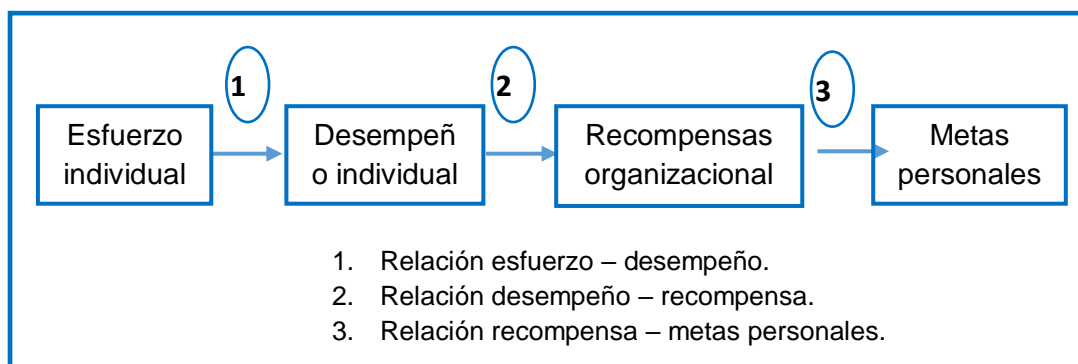 1
2
3
Esfuerzo
individual
Desempeñ
o individual
Recompensas
organizacional
Metas
personales
1. Relación esfuerzo – desempeño.
2. Relación desempeño – recompensa.
3. Relación recompensa – metas personales.